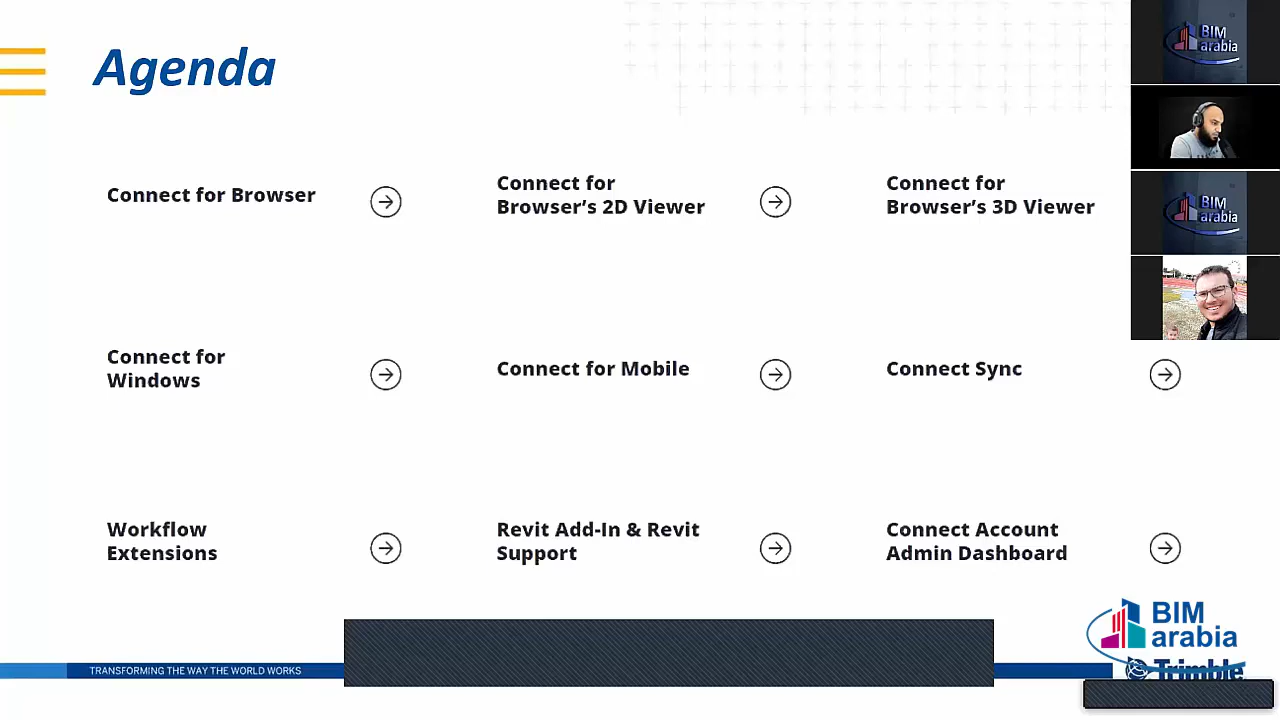 Agenda
Connect for Browser
Connect for
Browser’s 2D Viewer
Connect for
Browser’s 3D Viewer
Connect for
Windows
Connect for Mobile
Connect Sync
Workflow
Extensions
Revit Add-In & Revit
Support
Connect Account
Admin Dashboard
TRANSFORMING THE WAY THE WORLD WORKS
BIM
arabia
Trimble
BIM
arabia
BIM
arabia